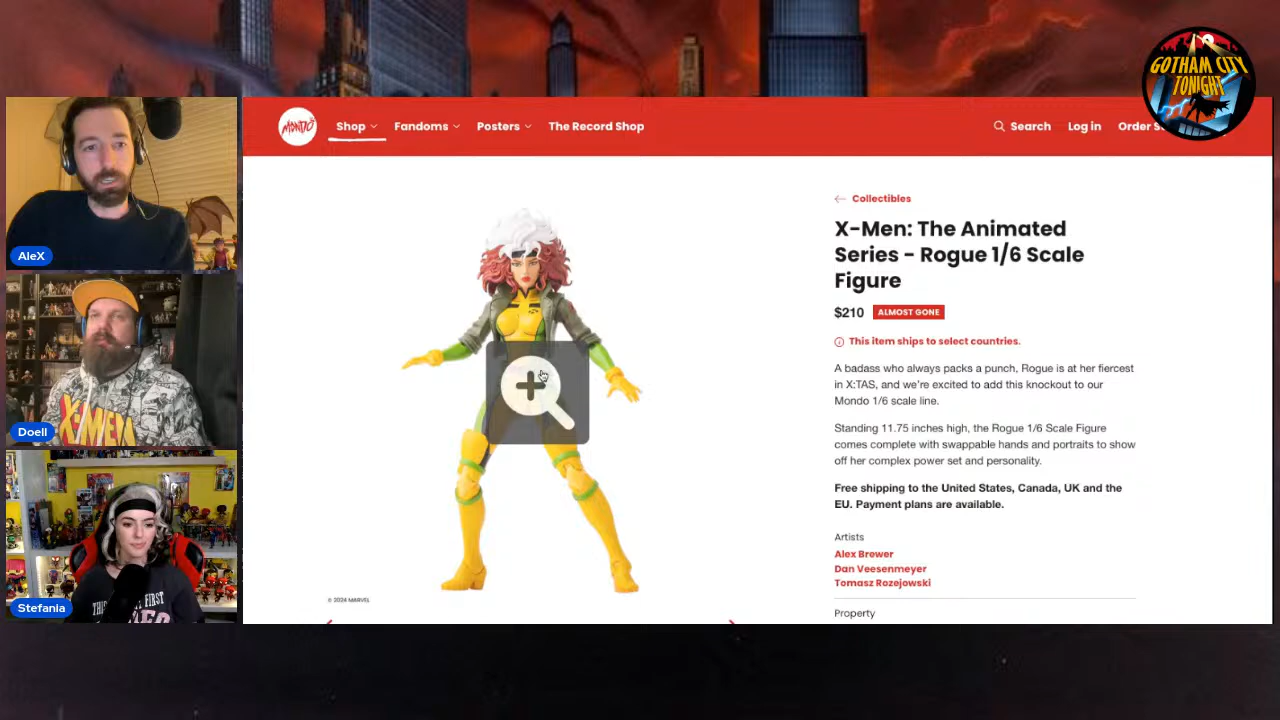 GOTHAM CITY
TONIGHT
MONDO
Shop
Fandoms
Posters
The Record Shop
Search
Log in
Order S
AleX
X-MEN
Doell
FIRST
Stefania
Collectibles
X-Men: The Animated
Series - Rogue 1/6 Scale
Figure
$210
ALMOST GONE
This item ships to select countries.
A badass who always packs a punch, Rogue is at her fiercest
in X:TAS, and we're excited to add this knockout to our
Mondo 1/6 scale line.
Standing 11.75 inches high, the Rogue 1/6 Scale Figure
comes complete with swappable hands and portraits to show
off her complex power set and personality.
Free shipping to the United States, Canada, UK and the
EU. Payment plans are available.
Artists
Alex Brewer
Dan Veesenmeyer
Tomasz Rozejowski
Property
© 2024 MARVEL